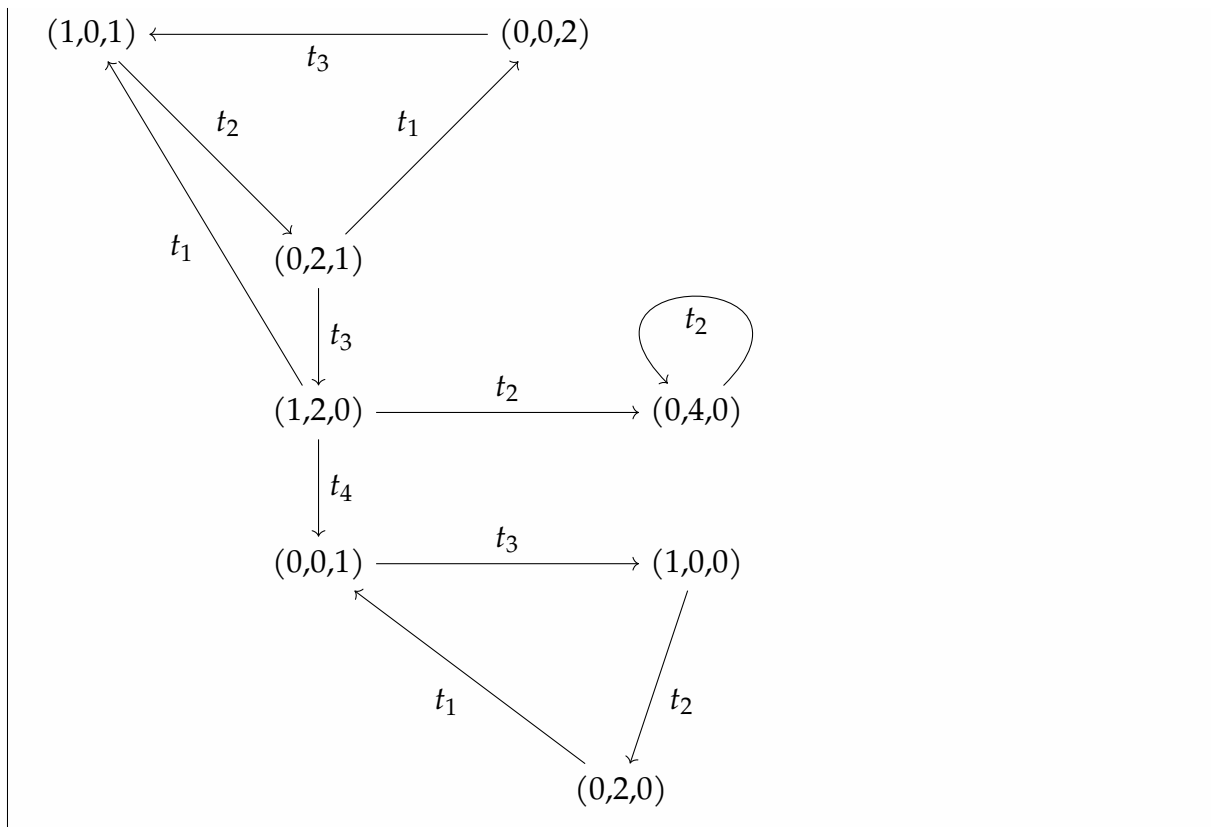 (1,0,1) (0,0,2)
t3
t2 t1
t1
(0,2,1)
t3
t2
(1,2,0) t2 (0,4,0)
t4
(0,0,1) t3 (1,0,0)
t1 t2
(0,2,0)